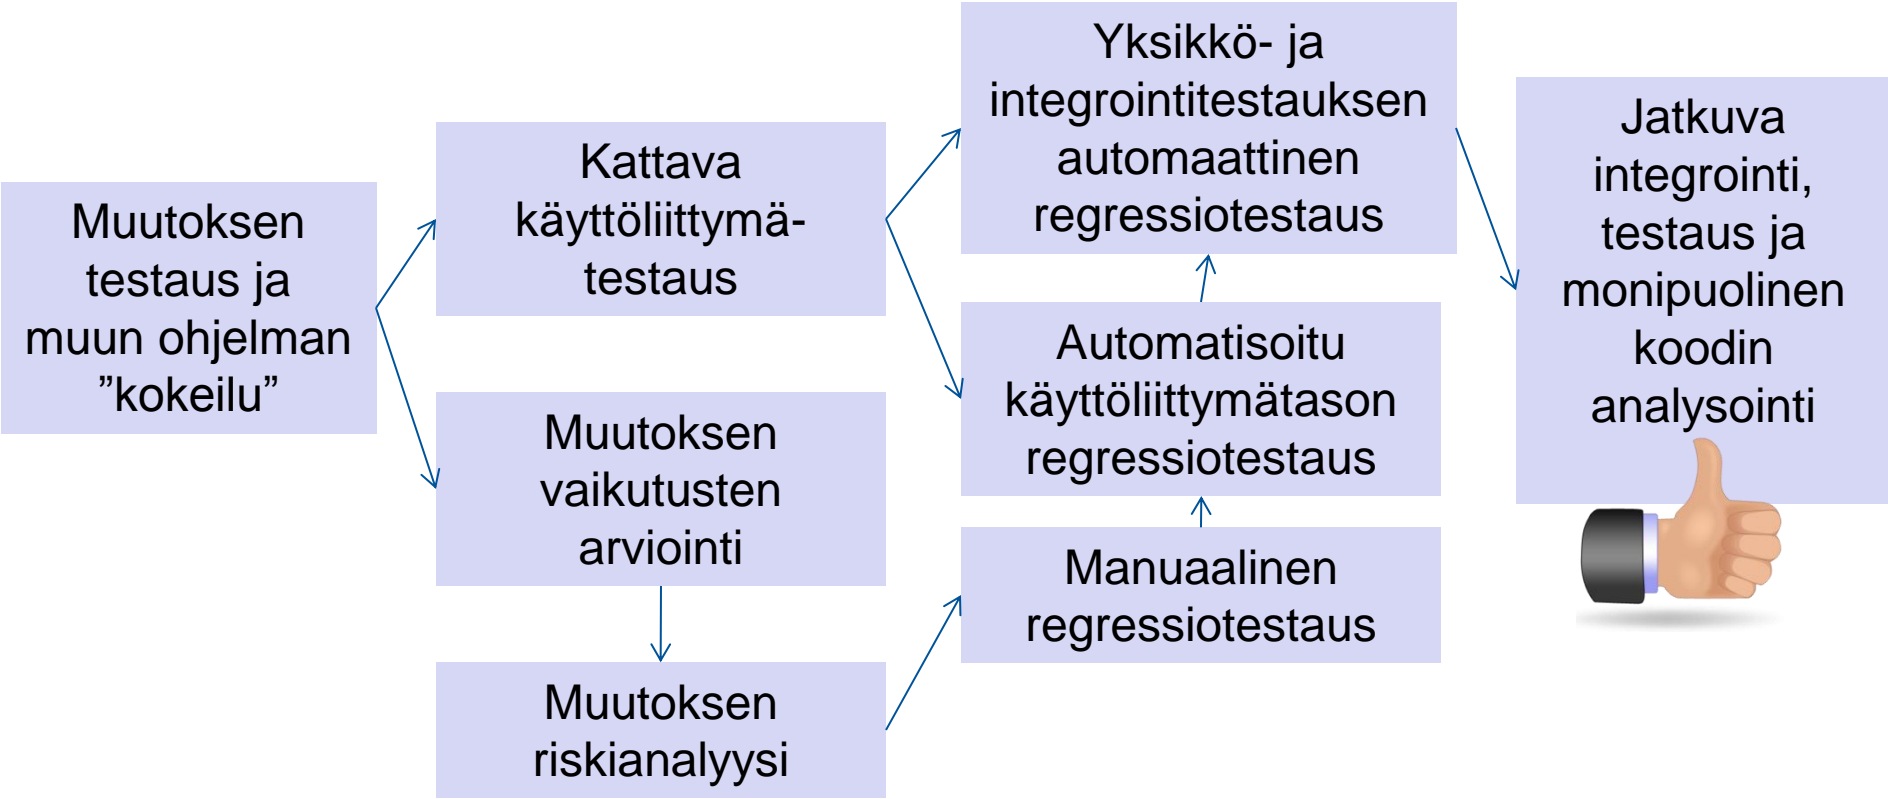 Muutoksen
testaus ja
muun ohjelman
”kokeilu”
Kattava
käyttöliittymä-
testaus
Muutoksen
vaikutusten
arviointi
Muutoksen
riskianalyysi
Yksikkö- ja
integrointitestauksen
automaattinen
regressiotestaus
Automatisoitu
käyttöliittymätason
regressiotestaus
Manuaalinen
regressiotestaus
Jatkuva
integrointi,
testaus ja
monipuolinen
koodin
analysointi